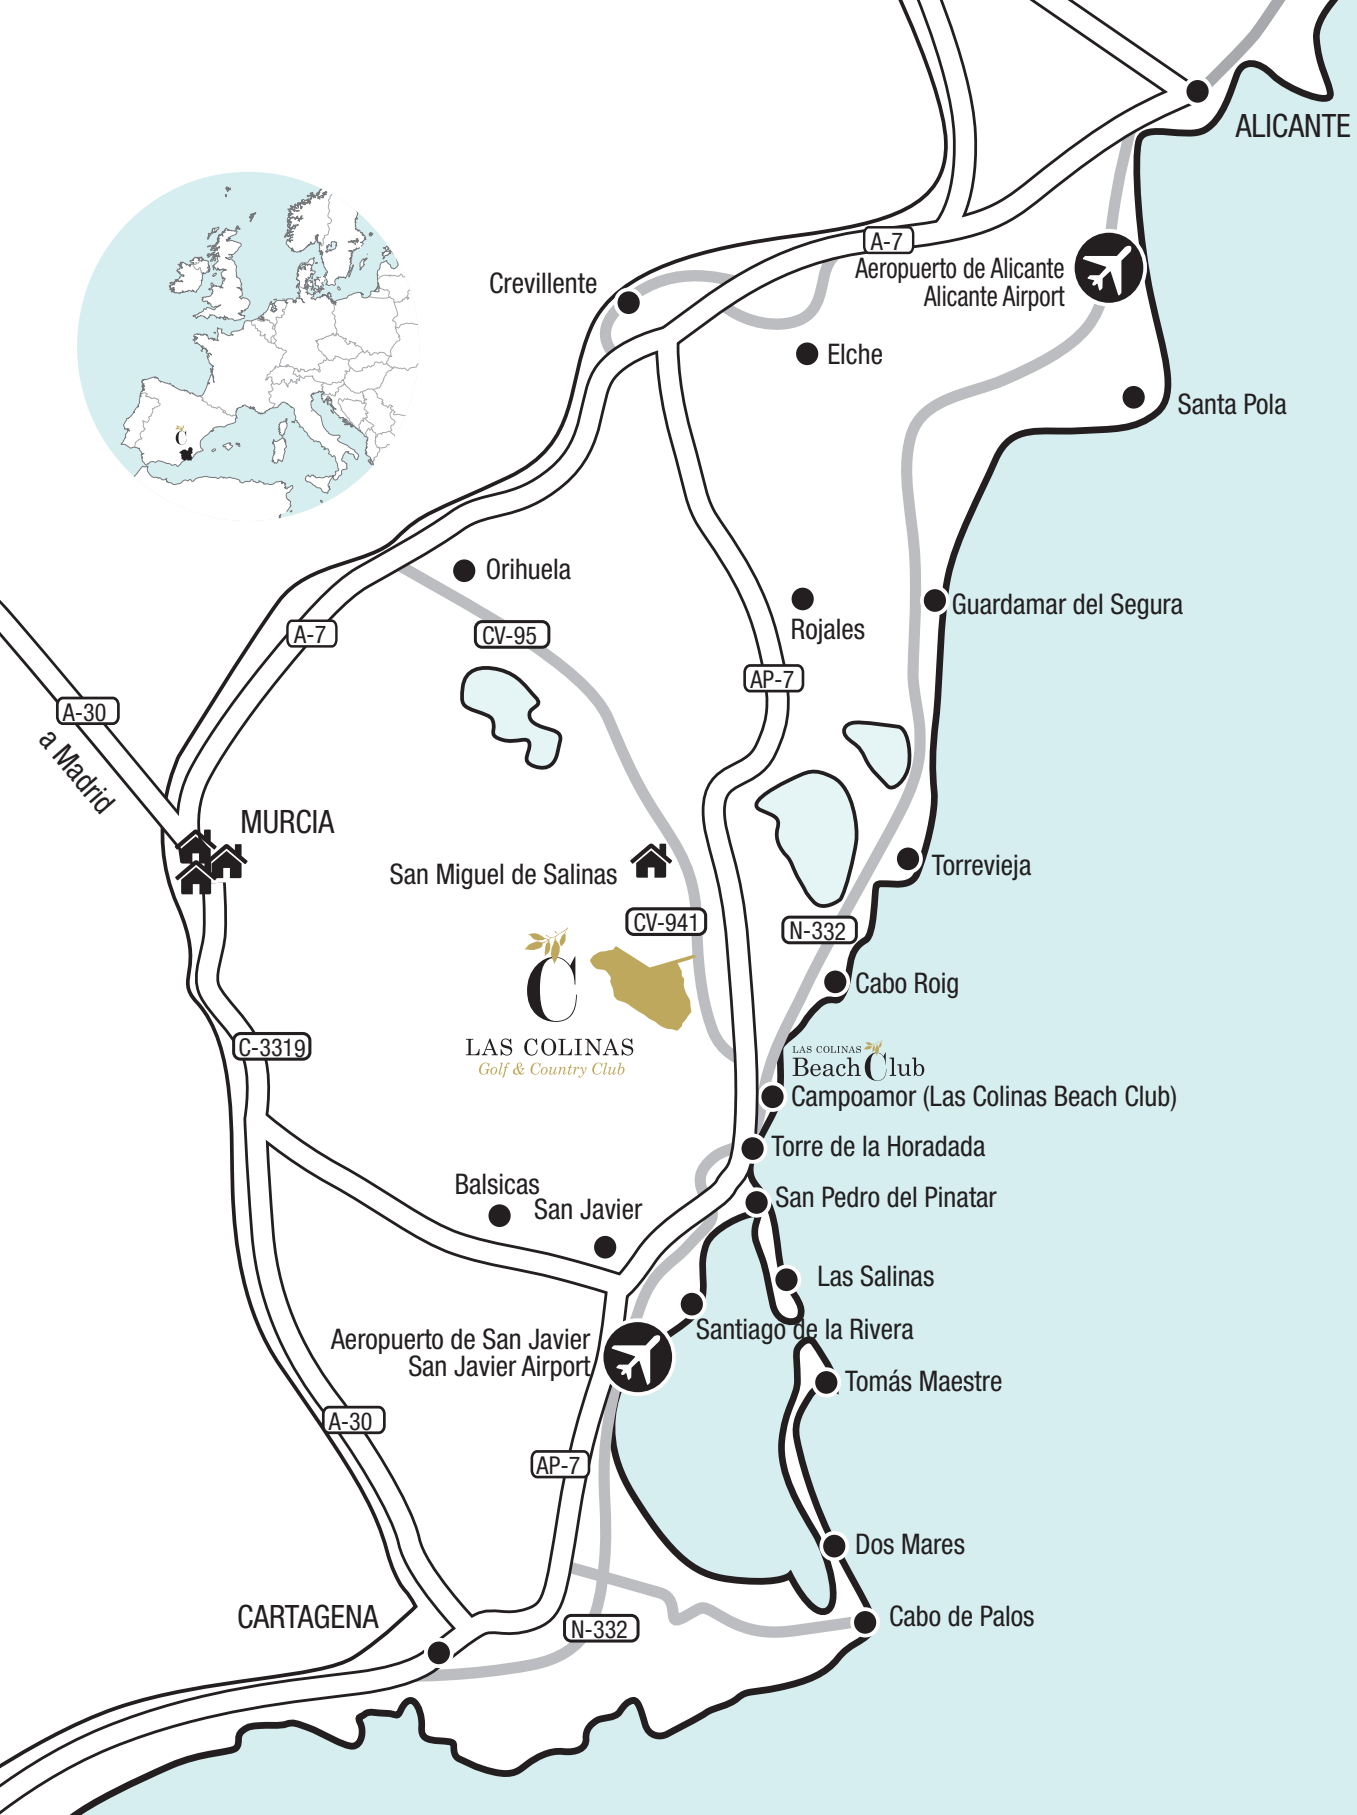 ALICANTE
A-7
Aeropuerto de Alicante
Alicante Airport
Crevillente
Elche
Santa Pola
C
Orihuela
Guardamar del Segura
Rojales
A-7
CV-95
AP-7
A-30
a Madrid
MURCIA
San Miguel de Salinas
Torrevieja
CV-941
N-332
Cabo Roig
C
LAS COLINAS
Golf & Country Club
C-3319
LAS COLINAS
Beach Club
Campoamor (Las Colinas Beach Club)
Torre de la Horadada
Balsicas
San Javier
San Pedro del Pinatar
Las Salinas
Santiago de la Rivera
Aeropuerto de San Javier
San Javier Airport
Tomás Maestre
A-30
AP-7
Dos Mares
CARTAGENA
N-332
Cabo de Palos